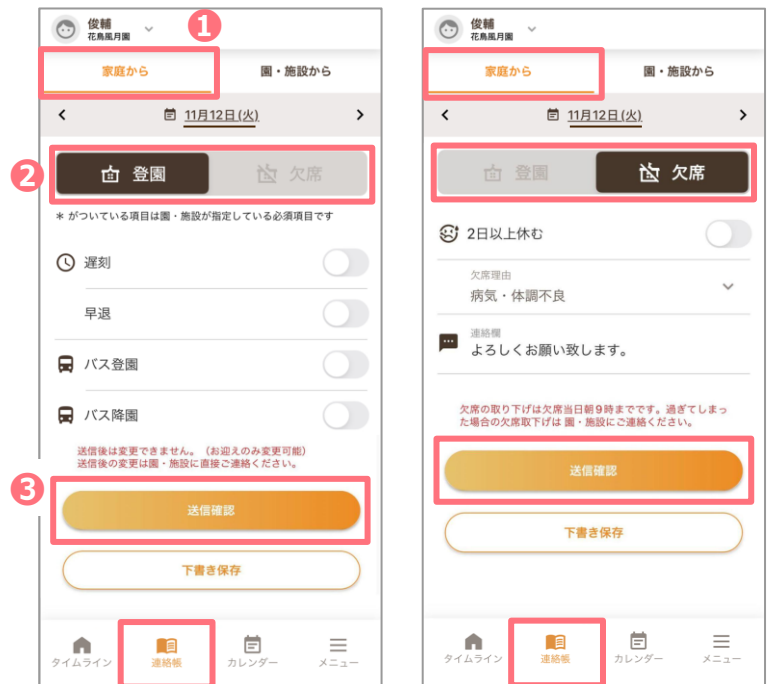 俊輔
花鳥風月園
1
家庭から
園・施設から
11月12日(火)
2
登園
欠席
* がついている項目は園・施設が指定している必須項目です
遅刻
早退
バス登園
バス降園
送信後は変更できません。（お迎えのみ変更可能）
送信後の変更は園・施設に直接ご連絡ください。
3
送信確認
下書き保存
タイムライン
連絡帳
カレンダー
メニュー
俊輔
花鳥風月園
家庭から
園・施設から
11月12日(火)
登園
欠席
2日以上休む
欠席理由
病気・体調不良
連絡欄
よろしくお願い致します。
欠席の取り下げは欠席当日朝9時までです。過ぎてしまっ
た場合の欠席取下げは 園・施設にご連絡ください。
送信確認
下書き保存
タイムライン
連絡帳
カレンダー
メニュー